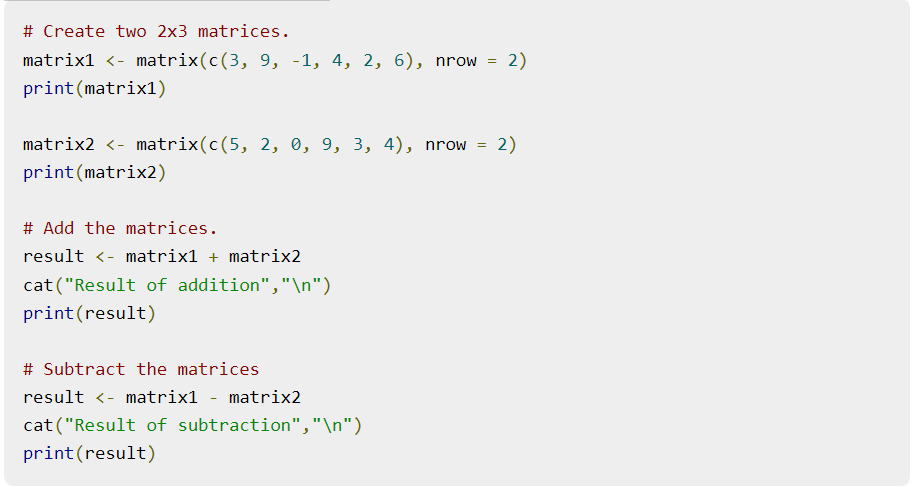 # Create two 2x3 matrices.
matrix1 <- matrix(c(3, 9, -1, 4, 2, 6), nrow = 2)
print(matrix1)
matrix2 <- matrix(c(5, 2, 0, 9, 3, 4), nrow = 2)
print(matrix2)
# Add the matrices.
result <- matrix1 + matrix2
cat("Result of addition","\n")
print(result)
# Subtract the matrices
result <- matrix1 - matrix2
cat("Result of subtraction","\n")
print(result)